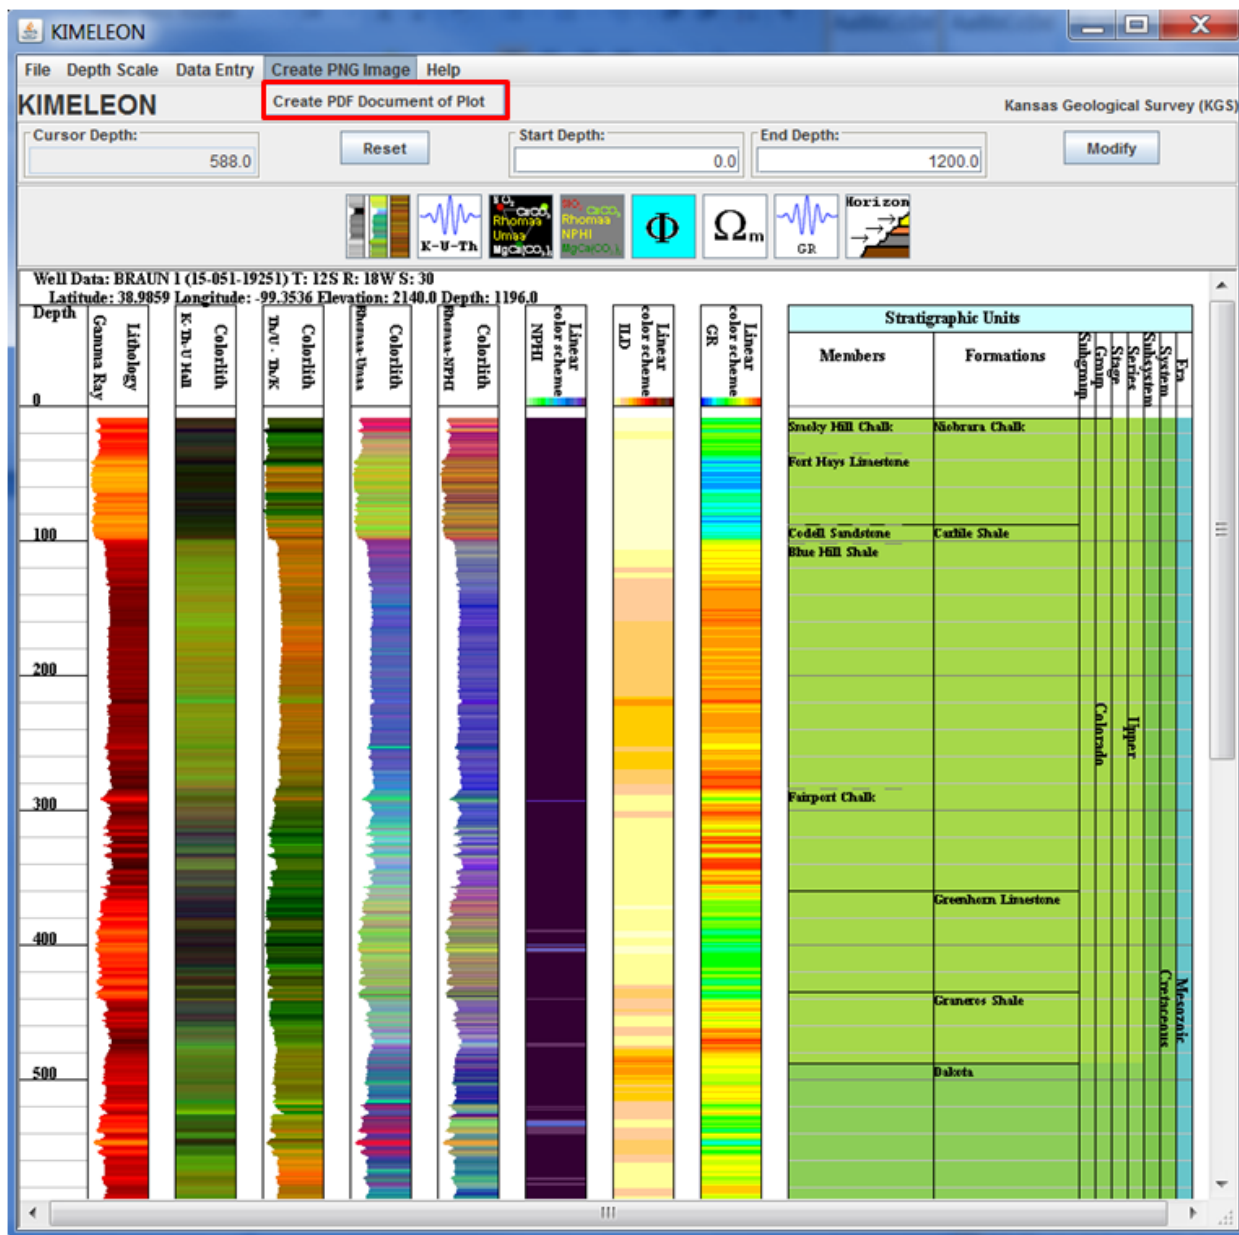 KIMELEON
File Depth Scale Data Entry Create PNG Image Help
Create PDF Document of Plot
KIMELEON
Kansas Geological Survey (KGS)
Cursor Depth:
588.0
Reset
Start Depth:
0.0
End Depth:
1200.0
Modify
K-U-Th
Rhomaa
Umaa
Rhomaa
NPHI
Φ
Ωm
GR
Horizon
Well Data: BRAUN 1 (15-051-19251) T: 12S R: 18W S: 30
Latitude: 38.9859 Longitude: -99.3536 Elevation: 2140.0 Depth: 1196.0
Depth
Lithology
Gamma Ray
Colorlith
K-Th-U Hall
Colorlith
Th/U - Th/K
Colorlith
Rhomaa-Umaa
Colorlith
Rhomaa-NPHI
Linear
color scheme
NPHI
Linear
color scheme
ILD
Linear
color scheme
GR
Stratigraphic Units
Members
Formations
Subgroup
Group
Stage
Series
Subsystem
System
Era
0
Smoky Hill Chalk
Niobrara Chalk
Fort Hays Limestone
100
Codell Sandstone
Carlile Shale
Blue Hill Shale
200
Colorado
Upper
300
Fairport Chalk
Greenhorn Limestone
400
Graneros Shale
Cretaceous
Mesozoic
500
Dakota